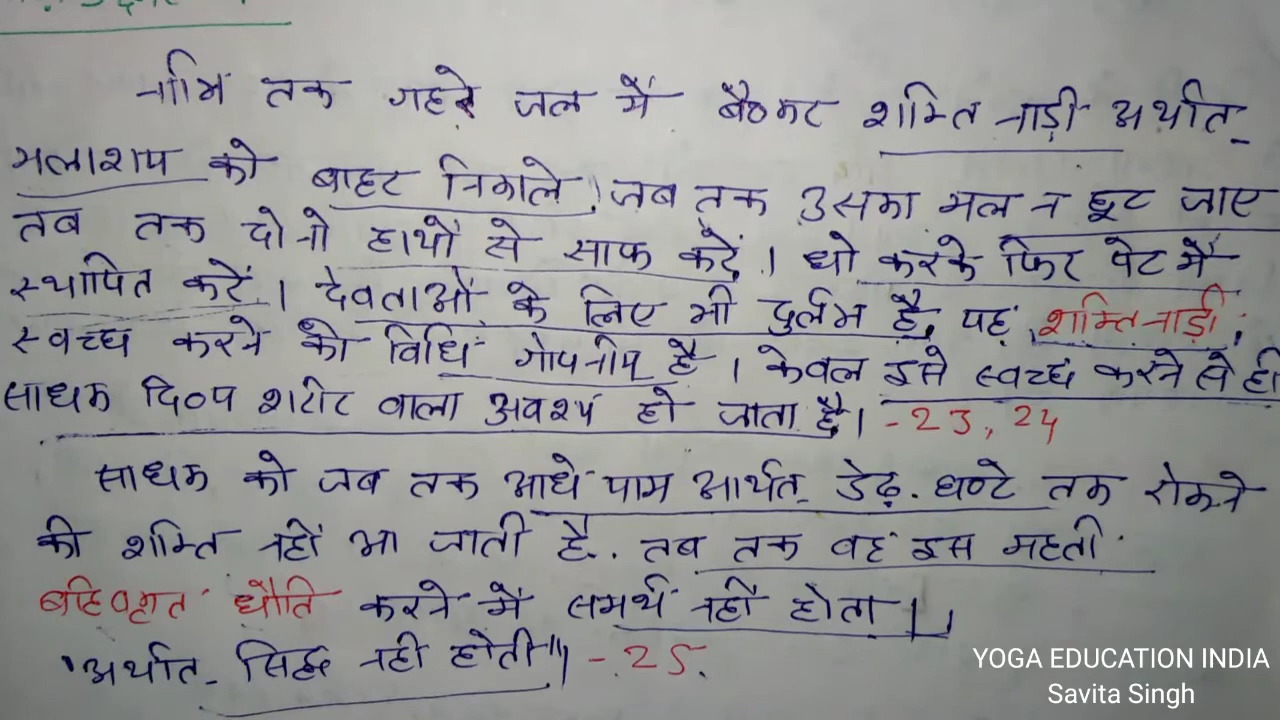 नाभि तक गहरे जल में बैठकर शक्ति नाड़ी अर्थात्
मलाशय को बाहर निकाले। जब तक उसका मल न छूट जाए
तब तक दोनो हाथों से साफ करें। धो करके फिर पेट में
स्थापित करें। देवताओं के लिए भी दुर्लभ है, यह शक्तिनाड़ी,
स्वच्छ करने की विधि गोपनीय है। केवल इसे स्वच्छ करने से ही
साधक दिव्य शरीर वाला अवश्य हो जाता है। - 23, 24
साधक को जब तक आधे याम अर्थात् डेढ़ घण्टे तक रोकने
की शक्ति नहीं आ जाती है. तब तक वह इस महती
बहिष्कृत धौति करने में समर्थ नहीं होता।
"अर्थात् सिद्ध नही होती"। - 25.
YOGA EDUCATION INDIA
Savita Singh